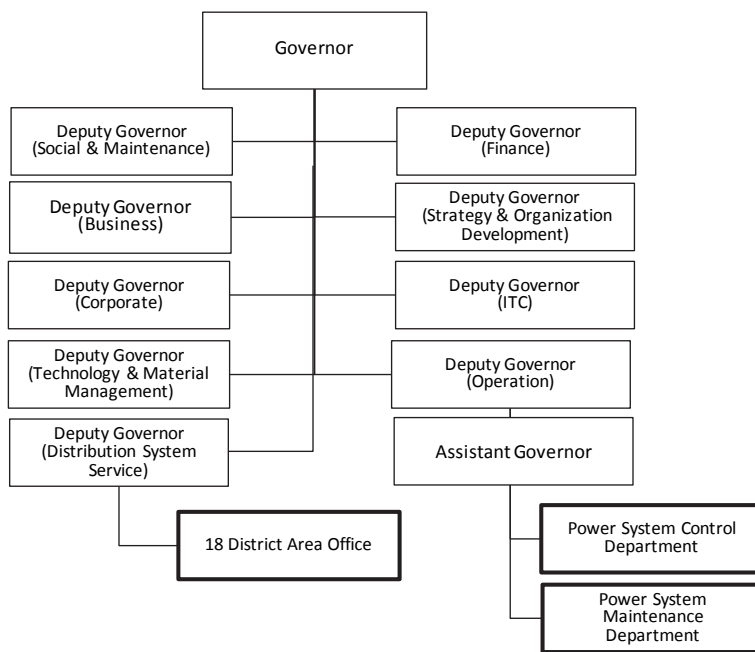 Governor
Deputy Governor
(Social & Maintenance)
Deputy Governor
(Finance)
Deputy Governor
(Business)
Deputy Governor
(Strategy & Organization
Development)
Deputy Governor
(Corporate)
Deputy Governor
(ITC)
Deputy Governor
(Technology & Material
Management)
Deputy Governor
(Operation)
Deputy Governor
(Distribution System
Service)
Assistant Governor
18 District Area Office
Power System Control
Department
Power System
Maintenance
Department